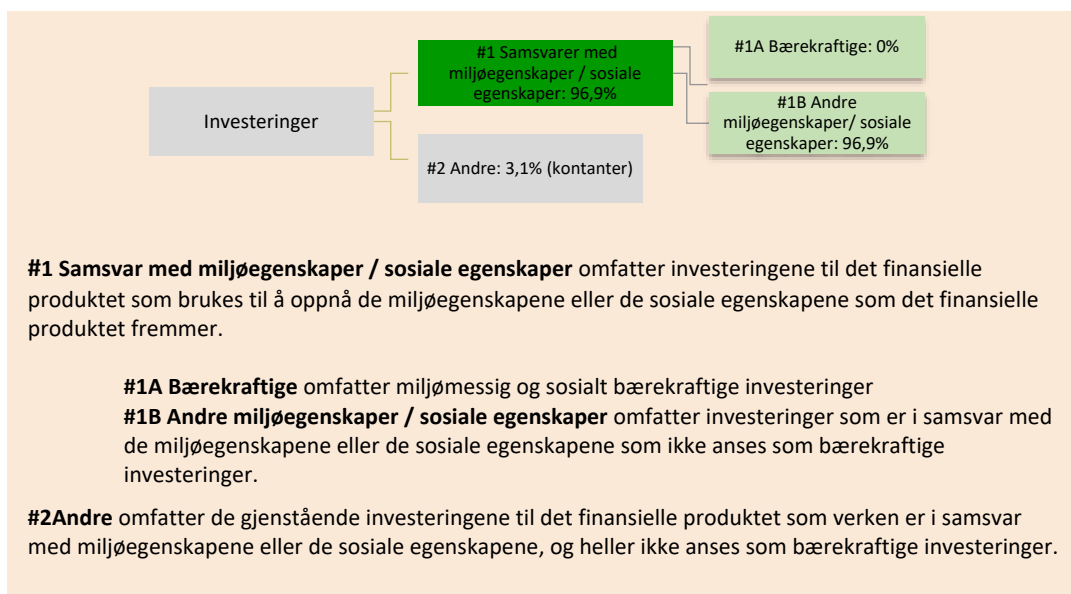 #1 Samsvarer med
miljøegenskaper / sosiale
egenskaper: 96,9%
#1A Bærekraftige: 0%
#1B Andre
miljøegenskaper/ sosiale
egenskaper: 96,9%
Investeringer
#2 Andre: 3,1% (kontanter)
#1 Samsvar med miljøegenskaper / sosiale egenskaper omfatter investeringene til det finansielle
produktet som brukes til å oppnå de miljøegenskapene eller de sosiale egenskapene som det finansielle
produktet fremmer.
#1A Bærekraftige omfatter miljømessig og sosialt bærekraftige investeringer
#1B Andre miljøegenskaper / sosiale egenskaper omfatter investeringer som er i samsvar med
de miljøegenskapene eller de sosiale egenskapene som ikke anses som bærekraftige
investeringer.
#2Andre omfatter de gjenstående investeringene til det finansielle produktet som verken er i samsvar
med miljøegenskapene eller de sosiale egenskapene, og heller ikke anses som bærekraftige investeringer.